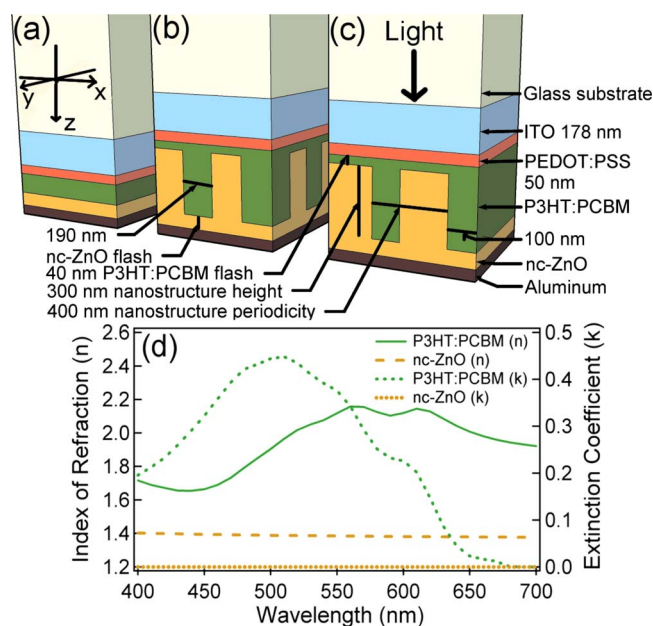 (a)
(b)
(c)
Light
x
y
z
Glass substrate
ITO 178 nm
PEDOT:PSS
50 nm
P3HT:PCBM
100 nm
nc-ZnO
Aluminum
190 nm
nc-ZnO flash
40 nm P3HT:PCBM flash
300 nm nanostructure height
400 nm nanostructure periodicity
(d)
P3HT:PCBM (n)
nc-ZnO (n)
P3HT:PCBM (k)
nc-ZnO (k)
Index of Refraction (n)
2.6
2.4
2.2
2.0
1.8
1.6
1.4
1.2
Extinction Coefficient (k)
0.5
0.4
0.3
0.2
0.1
0.0
400
450
500
550
600
650
700
Wavelength (nm)